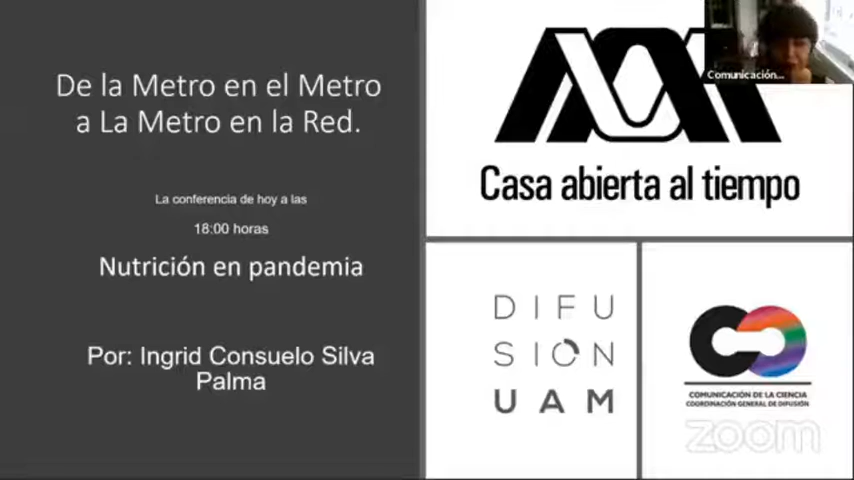 De la Metro en el Metro
a La Metro en la Red.
La conferencia de hoy a las
18:00 horas
Nutrición en pandemia
Por: Ingrid Consuelo Silva
Palma
Comunicación...
Casa abierta al tiempo
DIFU
SIÓN
UAM
COMUNICACIÓN DE LA CIENCIA
COORDINACIÓN GENERAL DE DIFUSIÓN
zoom